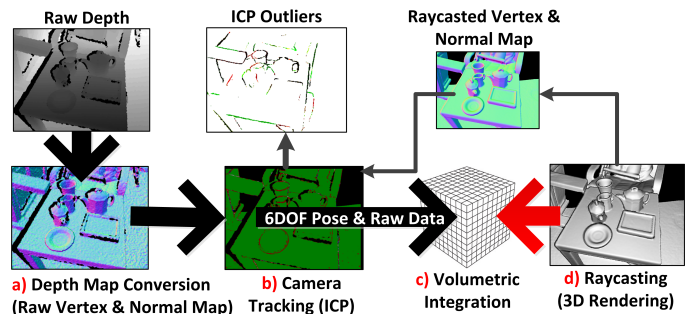 Raw Depth
ICP Outliers
Raycasted Vertex &
Normal Map
6DOF Pose & Raw Data
a) Depth Map Conversion
(Raw Vertex & Normal Map)
b) Camera
Tracking (ICP)
c) Volumetric
Integration
d) Raycasting
(3D Rendering)